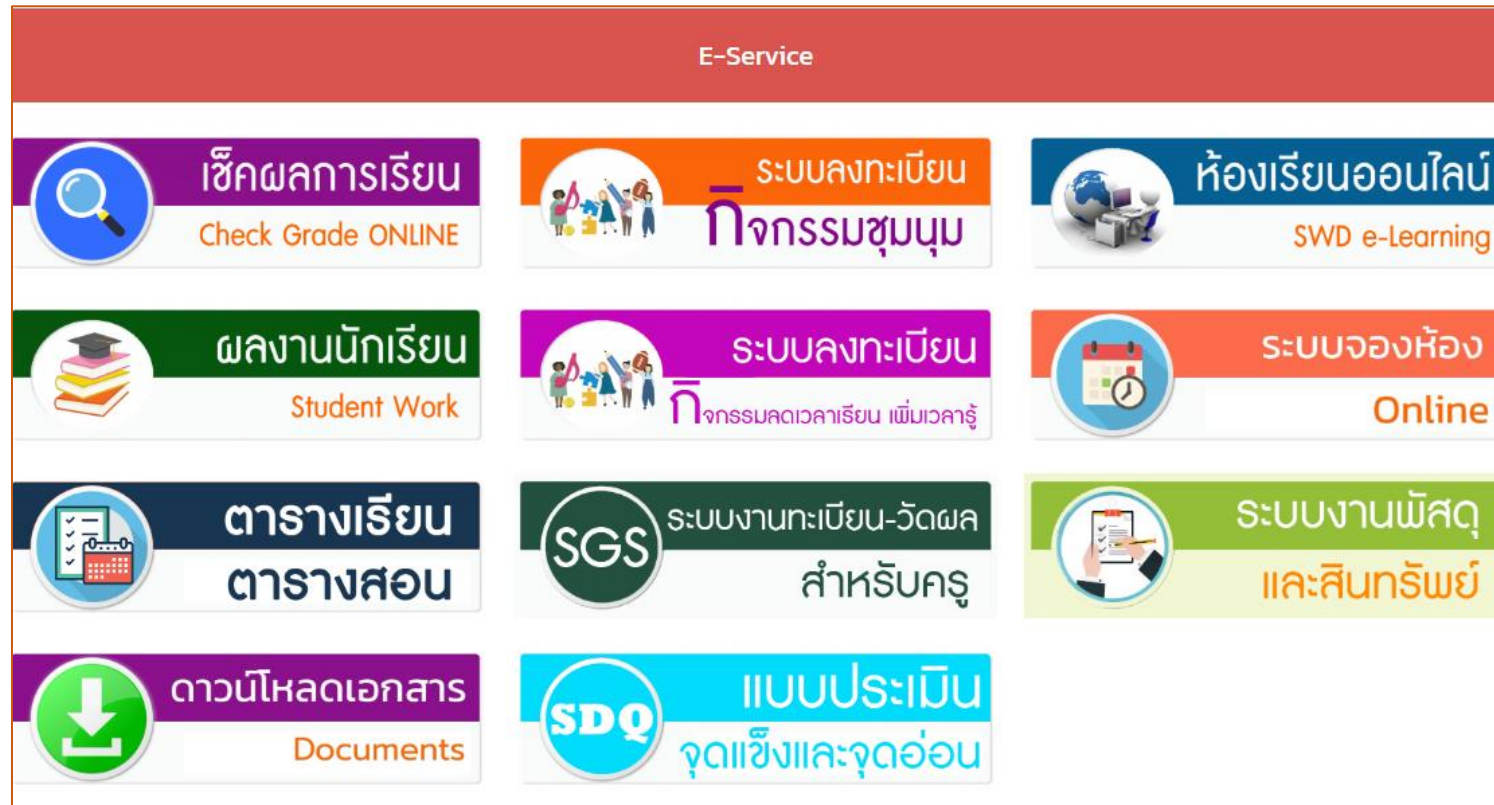 E-Service
เช็คผลการเรียน
Check Grade ONLINE
ระบบลงทะเบียน
กิจกรรมชุมนุม
ห้องเรียนออนไลน์
SWD e-Learning
ผลงานนักเรียน
Student Work
ระบบลงทะเบียน
กิจกรรมลดเวลาเรียน เพิ่มเวลารู้
ระบบจองห้อง
Online
ตารางเรียน
ตารางสอน
SGS
ระบบงานทะเบียน-วัดผล
สำหรับครู
ระบบงานพัสดุ
และสินทรัพย์
ดาวน์โหลดเอกสาร
Documents
SDQ
แบบประเมิน
จุดแข็งและจุดอ่อน